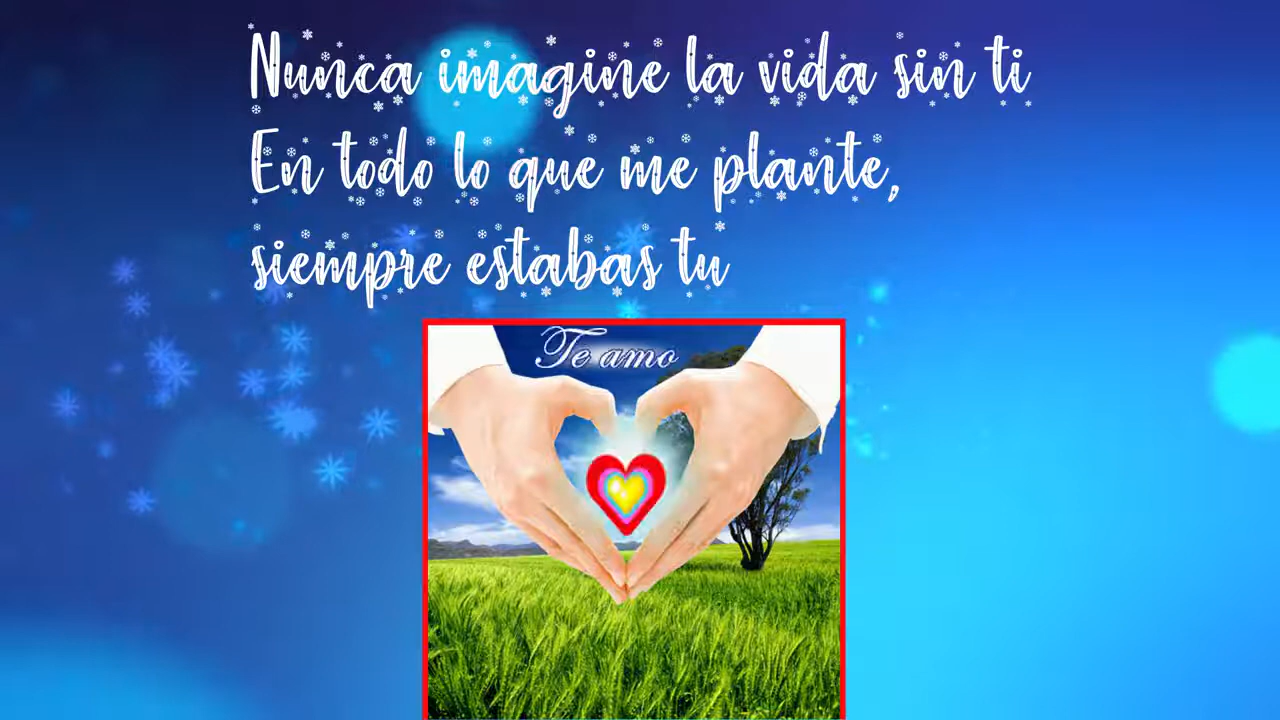 Nunca imagine la vida sin ti
En todo lo que me plante,
siempre estabas tu
Te amo